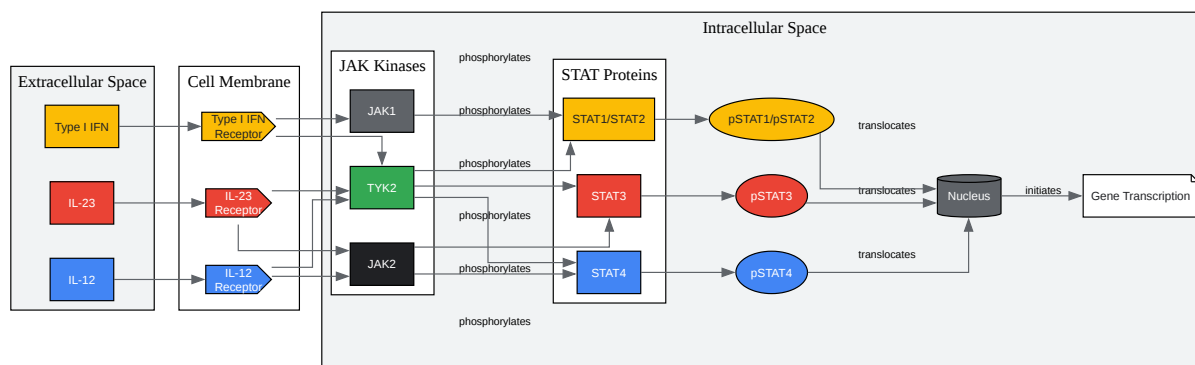 Intracellular Space
Extracellular Space
Type I IFN
IL-23
IL-12
Cell Membrane
Type I IFN
Receptor
IL-23
Receptor
IL-12
Receptor
JAK Kinases
JAK1
TYK2
JAK2
phosphorylates
phosphorylates
phosphorylates
phosphorylates
phosphorylates
phosphorylates
STAT Proteins
STAT1/STAT2
STAT3
STAT4
pSTAT1/pSTAT2
pSTAT3
pSTAT4
translocates
translocates
translocates
Nucleus
initiates
Gene Transcription